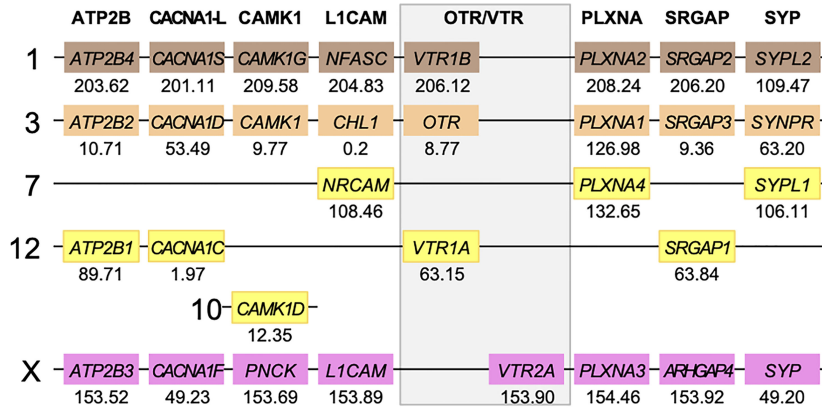 ATP2B CACNA1-L CAMK1 L1CAM OTR/VTR PLXNA SRGAP SYP
1 ATP2B4 CACNA1S CAMK1G NFASC VTR1B PLXNA2 SRGAP2 SYPL2
203.62 201.11 209.58 204.83 206.12 208.24 206.20 109.47
3 ATP2B2 CACNA1D CAMK1 CHL1 OTR PLXNA1 SRGAP3 SYNPR
10.71 53.49 9.77 0.2 8.77 126.98 9.36 63.20
7 NRCAM PLXNA4 SYPL1
108.46 132.65 106.11
12 ATP2B1 CACNA1C VTR1A SRGAP1
89.71 1.97 63.15 63.84
10 CAMK1D
12.35
X ATP2B3 CACNA1F PNCK L1CAM VTR2A PLXNA3 ARHGAP4 SYP
153.52 49.23 153.69 153.89 153.90 154.46 153.92 49.20